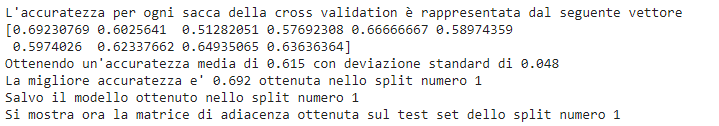 L'accuratezza per ogni sacca della cross validation è rappresentata dal seguente vettore
[0.69230769 0.6025641  0.51282051 0.57692308 0.66666667 0.58974359
 0.5974026  0.62337662 0.64935065 0.63636364]
Ottenendo un'accuratezza media di 0.615 con deviazione standard di 0.048
La migliore accuratezza e' 0.692 ottenuta nello split numero 1
Salvo il modello ottenuto nello split numero 1
Si mostra ora la matrice di adiacenza ottenuta sul test set dello split numero 1